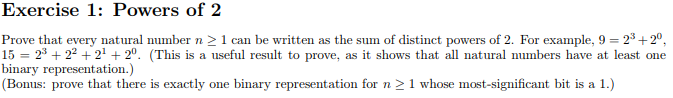 Exercise 1: Powers of 2
Prove that every natural number n ≥ 1 can be written as the sum of distinct powers of 2. For example, 9 = 2³ + 2⁰,
15 = 2³ + 2² + 2¹ + 2⁰. (This is a useful result to prove, as it shows that all natural numbers have at least one
binary representation.)
(Bonus: prove that there is exactly one binary representation for n ≥ 1 whose most-significant bit is a 1.)